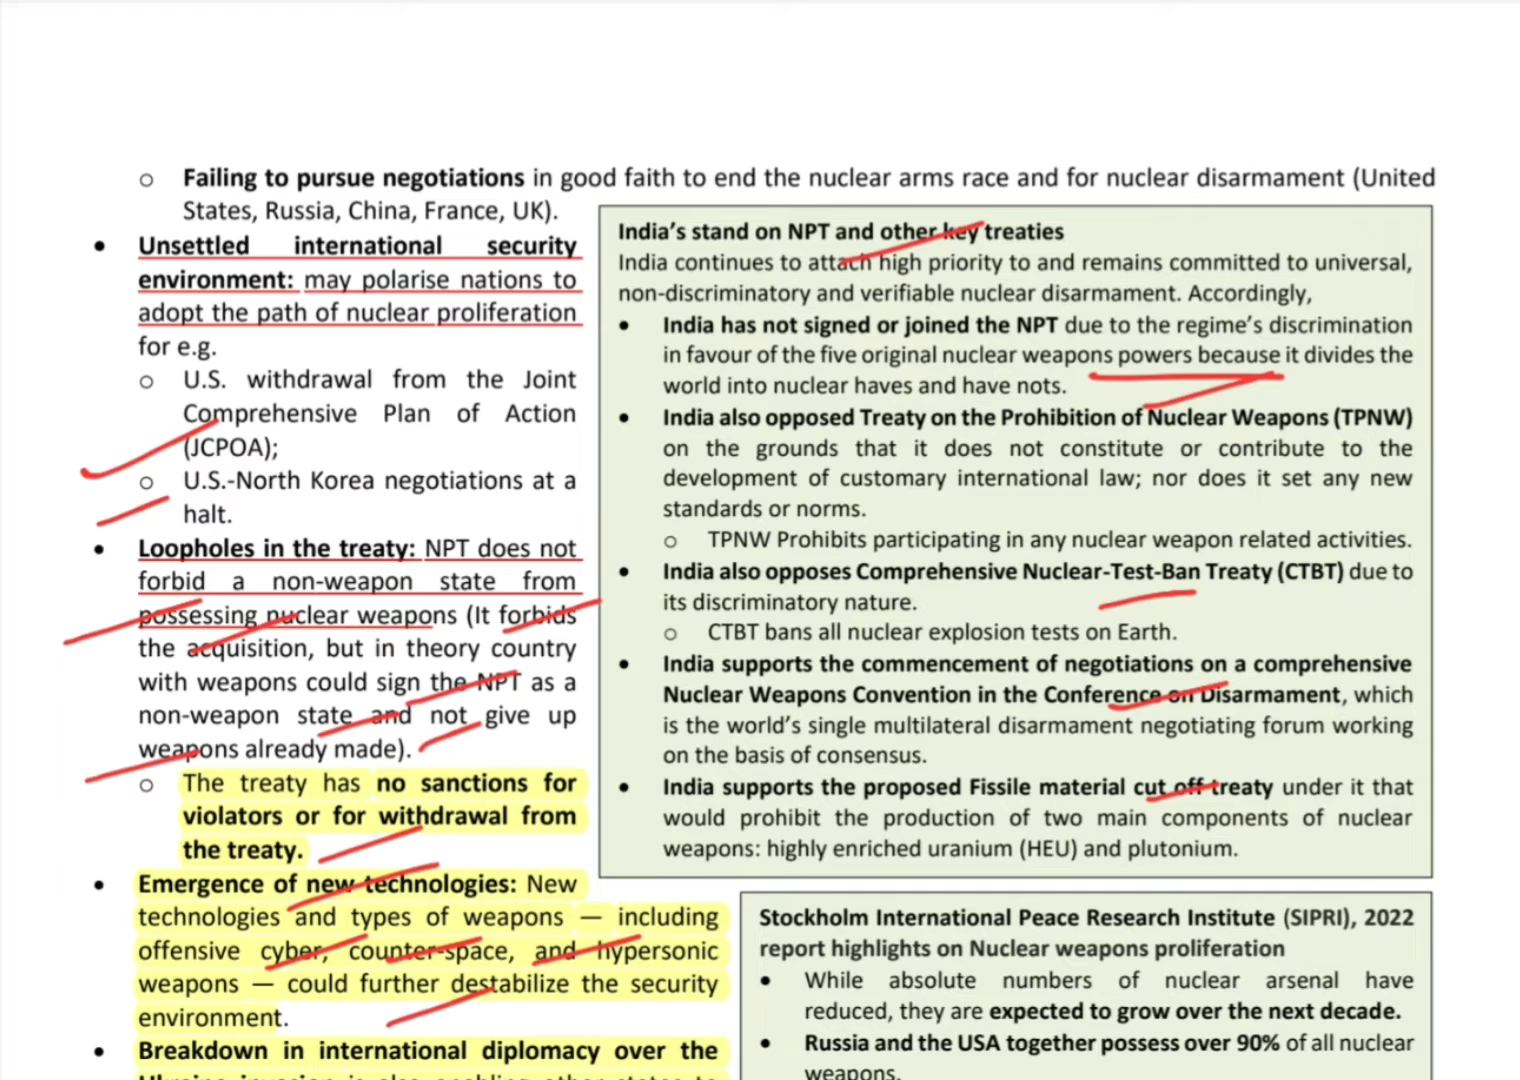 o Failing to pursue negotiations in good faith to end the nuclear arms race and for nuclear disarmament (United
States, Russia, China, France, UK).
• Unsettled international security
environment: may polarise nations to
adopt the path of nuclear proliferation
for e.g.
o U.S. withdrawal from the Joint
Comprehensive Plan of Action
(JCPOA);
o U.S.-North Korea negotiations at a
halt.
• Loopholes in the treaty: NPT does not
forbid a non-weapon state from
possessing nuclear weapons (It forbids
the acquisition, but in theory country
with weapons could sign the NPT as a
non-weapon state and not give up
weapons already made).
o The treaty has no sanctions for
violators or for withdrawal from
the treaty.
• Emergence of new technologies: New
technologies and types of weapons — including
offensive cyber, counter-space, and hypersonic
weapons — could further destabilize the security
environment.
• Breakdown in international diplomacy over the
India's stand on NPT and other key treaties
India continues to attach high priority to and remains committed to universal,
non-discriminatory and verifiable nuclear disarmament. Accordingly,
• India has not signed or joined the NPT due to the regime's discrimination
in favour of the five original nuclear weapons powers because it divides the
world into nuclear haves and have nots.
• India also opposed Treaty on the Prohibition of Nuclear Weapons (TPNW)
on the grounds that it does not constitute or contribute to the
development of customary international law; nor does it set any new
standards or norms.
o TPNW Prohibits participating in any nuclear weapon related activities.
• India also opposes Comprehensive Nuclear-Test-Ban Treaty (CTBT) due to
its discriminatory nature.
o CTBT bans all nuclear explosion tests on Earth.
• India supports the commencement of negotiations on a comprehensive
Nuclear Weapons Convention in the Conference on Disarmament, which
is the world's single multilateral disarmament negotiating forum working
on the basis of consensus.
• India supports the proposed Fissile material cut off treaty under it that
would prohibit the production of two main components of nuclear
weapons: highly enriched uranium (HEU) and plutonium.
Stockholm International Peace Research Institute (SIPRI), 2022
report highlights on Nuclear weapons proliferation
• While absolute numbers of nuclear arsenal have
reduced, they are expected to grow over the next decade.
• Russia and the USA together possess over 90% of all nuclear
weapons.